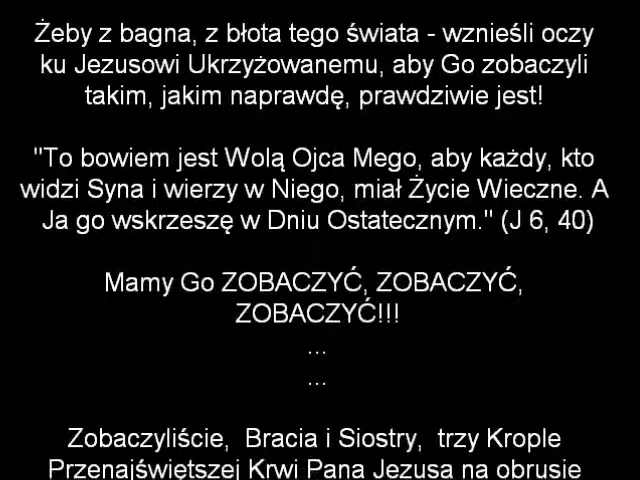 Żeby z bagna, z błota tego świata - wznieśli oczy
ku Jezusowi Ukrzyżowanemu, aby Go zobaczyli
takim, jakim naprawdę, prawdziwie jest!
"To bowiem jest Wolą Ojca Mego, aby każdy, kto
widzi Syna i wierzy w Niego, miał Życie Wieczne. A
Ja go wskrzeszę w Dniu Ostatecznym." (J 6, 40)
Mamy Go ZOBACZYĆ, ZOBACZYĆ,
ZOBACZYĆ!!!
...
...
Zobaczyliście, Bracia i Siostry, trzy Krople
Przenajświętszej Krwi Pana Jezusa na obrusie